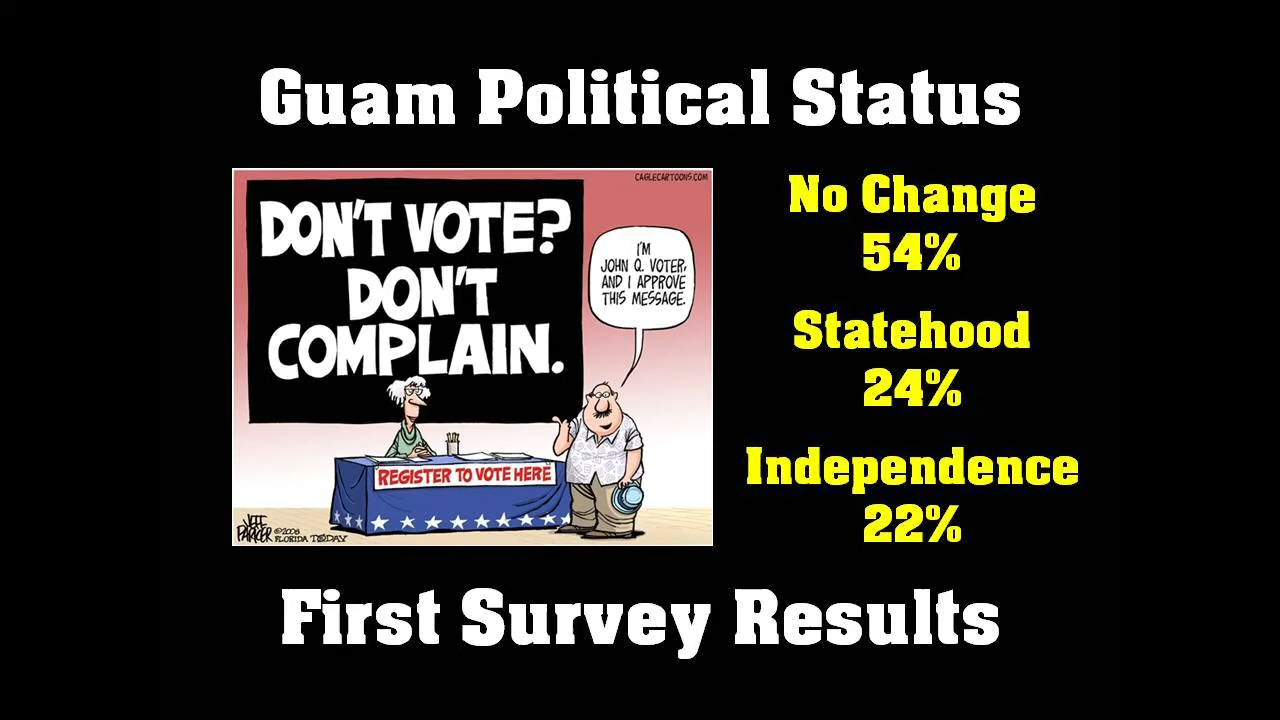 Guam Political Status
CAGLECARTOONS.COM
DON'T VOTE?
DON'T
COMPLAIN.
I'M
JOHN Q. VOTER,
AND I APPROVE
THIS MESSAGE.
REGISTER TO VOTE HERE
JEFF
PARKER ©2008
FLORIDA TODAY
No Change
54%
Statehood
24%
Independence
22%
First Survey Results